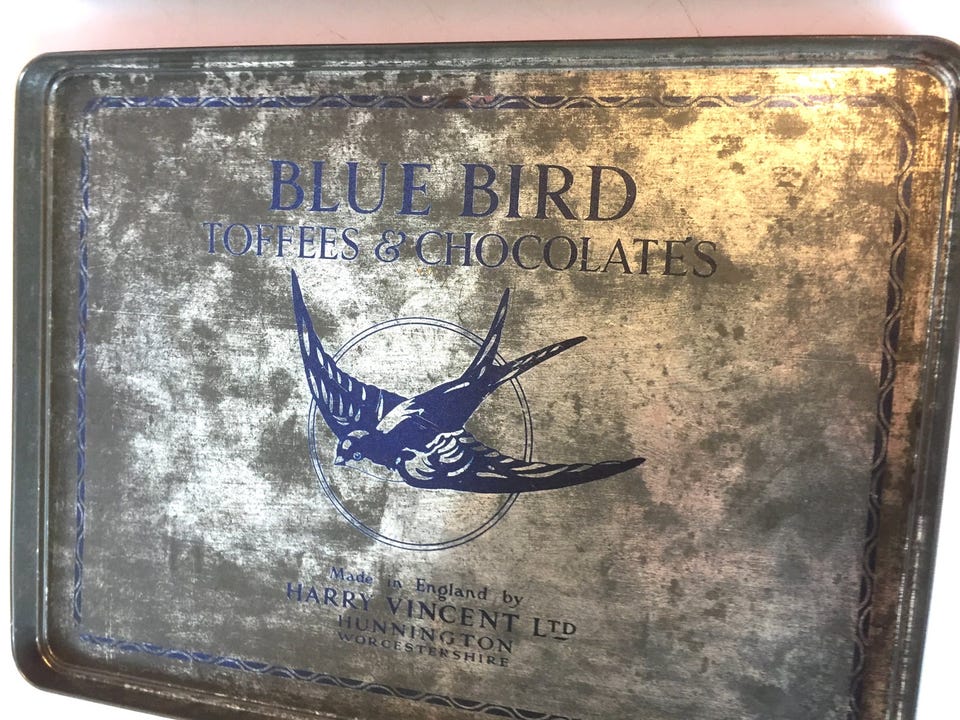 BLUE BIRD
TOFFEES & CHOCOLATES
Made in England by
HARRY VINCENT LTD
HUNNINGTON
WORCESTERSHIRE